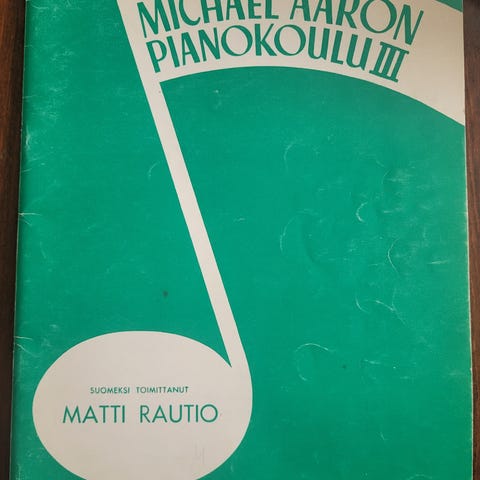 MICHAEL AARON
PIANOKOULU III
SUOMEKSI TOIMITTANUT
MATTI RAUTIO